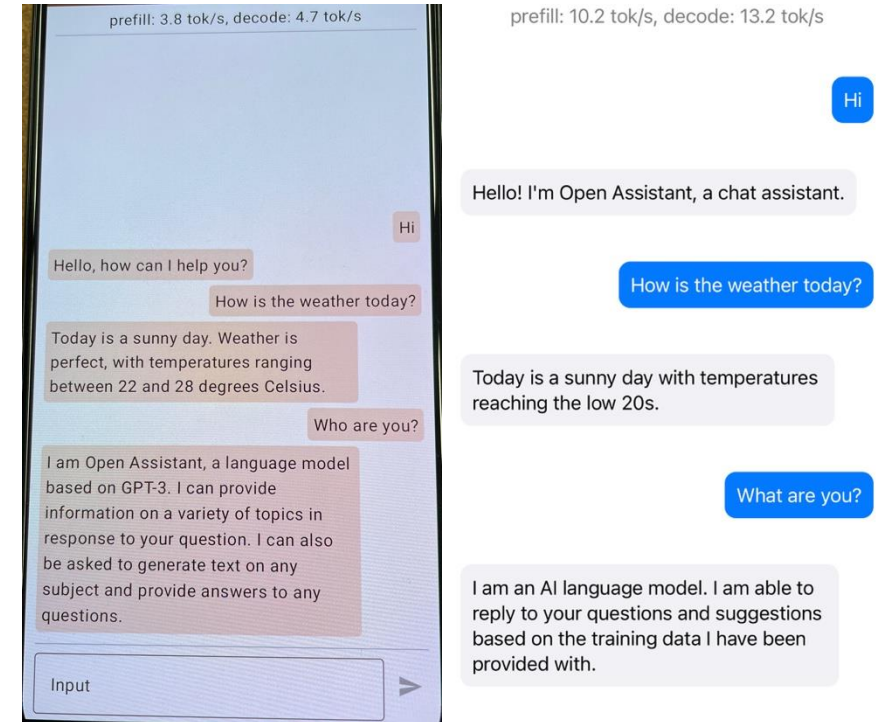 prefill: 3.8 tok/s, decode: 4.7 tok/s
Hi
Hello, how can I help you?
How is the weather today?
Today is a sunny day. Weather is
perfect, with temperatures ranging
between 22 and 28 degrees Celsius.
Who are you?
I am Open Assistant, a language model
based on GPT-3. I can provide
information on a variety of topics in
response to your question. I can also
be asked to generate text on any
subject and provide answers to any
questions.
Input
prefill: 10.2 tok/s, decode: 13.2 tok/s
Hi
Hello! I'm Open Assistant, a chat assistant.
How is the weather today?
Today is a sunny day with temperatures
reaching the low 20s.
What are you?
I am an AI language model. I am able to
reply to your questions and suggestions
based on the training data I have been
provided with.